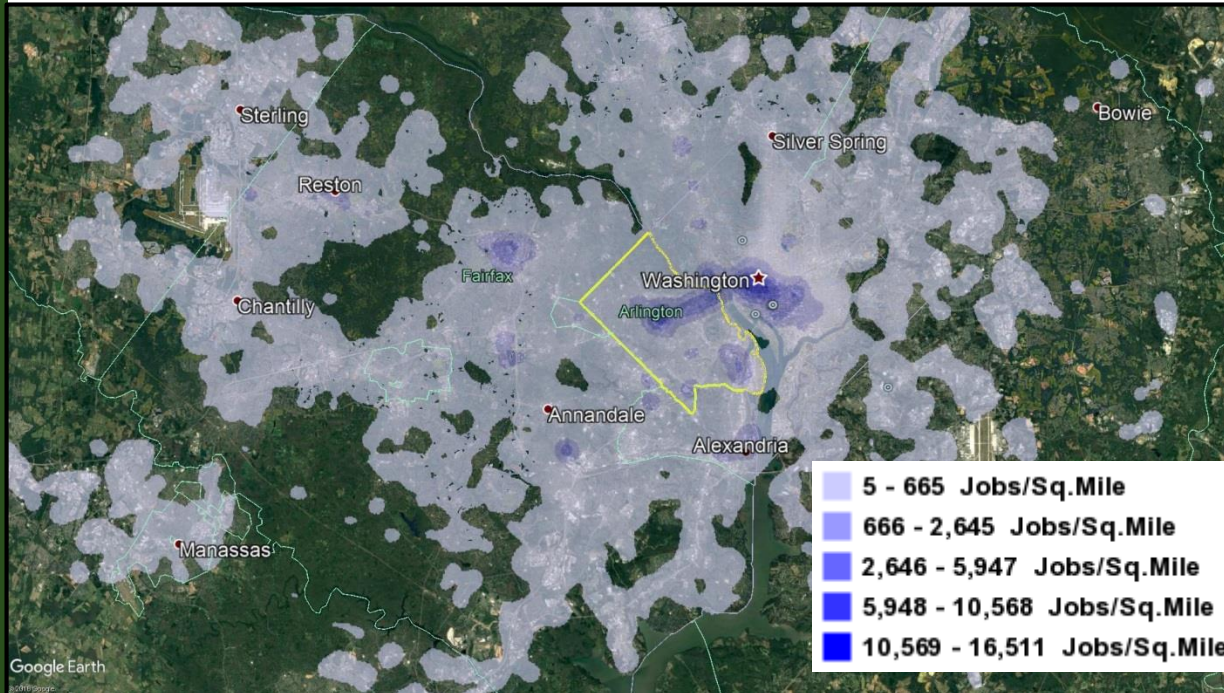 Sterling
Bowie
Silver Spring
Reston
Fairfax
Washington
Chantilly
Arlington
Annandale
Alexandria
5 - 665 Jobs/Sq.Mile
666 - 2,645 Jobs/Sq.Mile
2,646 - 5,947 Jobs/Sq.Mile
5,948 - 10,568 Jobs/Sq.Mile
10,569 - 16,511 Jobs/Sq.Mile
Manassas
Google Earth